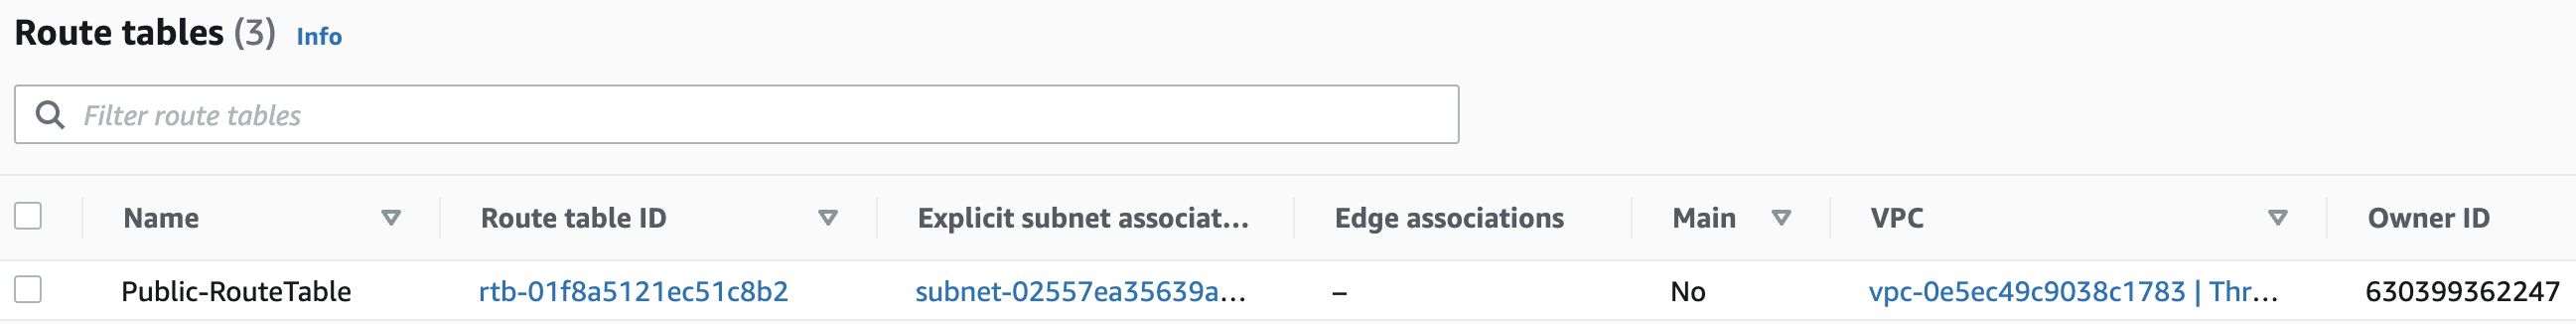 Route tables (3) Info
Filter route tables
Name Route table ID Explicit subnet associat... Edge associations Main VPC Owner ID
Public-RouteTable rtb-01f8a5121ec51c8b2 subnet-02557ea35639a... – No vpc-0e5ec49c9038c1783 | Thr... 630399362247